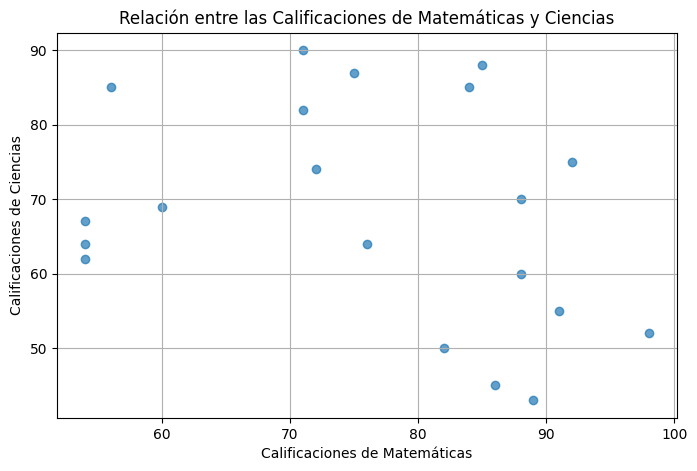 Relación entre las Calificaciones de Matemáticas y Ciencias
90
80
70
60
50
Calificaciones de Ciencias
60 70 80 90 100
Calificaciones de Matemáticas